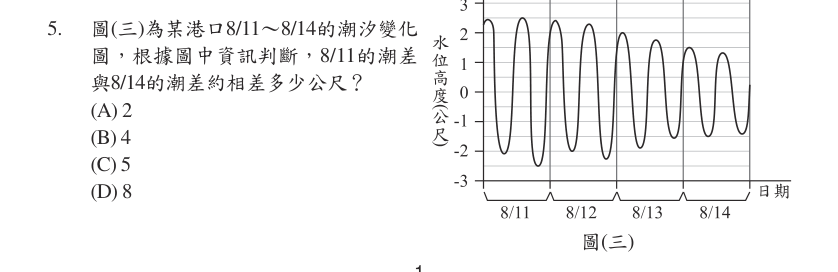 5. 圖(三)為某港口8/11～8/14的潮汐變化
圖，根據圖中資訊判斷，8/11的潮差
與8/14的潮差約相差多少公尺？
(A) 2
(B) 4
(C) 5
(D) 8
水位高度(公尺)
3
2
1
0
-1
-2
-3
日期
8/11 8/12 8/13 8/14
圖(三)